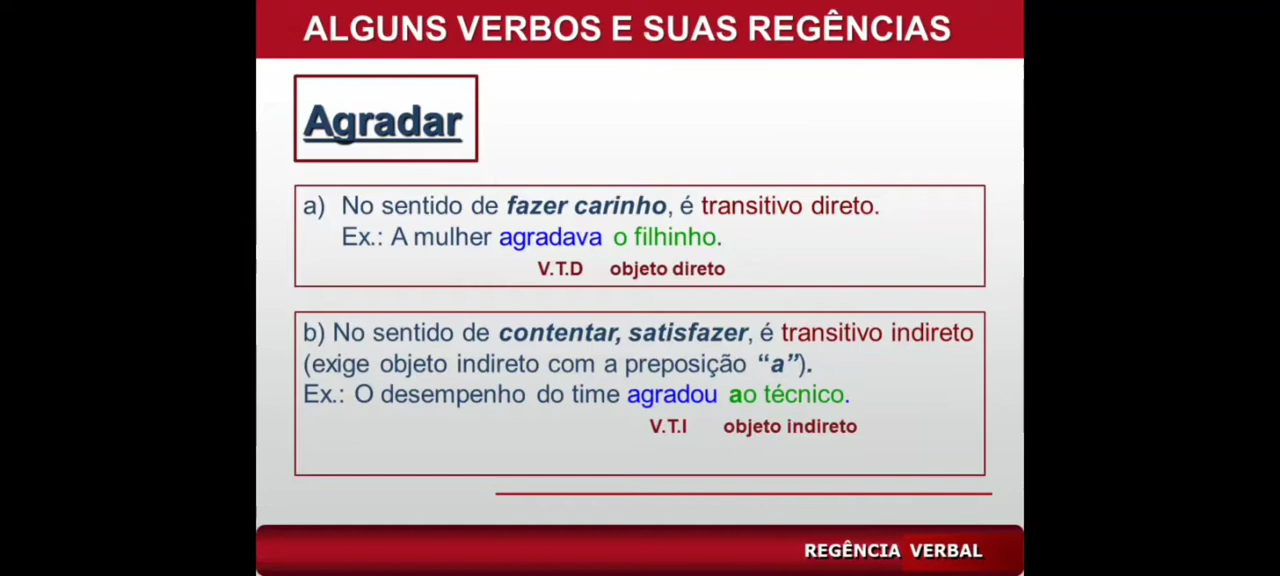 ALGUNS VERBOS E SUAS REGÊNCIAS
Agradar
a) No sentido de fazer carinho, é transitivo direto.
Ex.: A mulher agradava o filhinho.
V.T.D objeto direto
b) No sentido de contentar, satisfazer, é transitivo indireto
(exige objeto indireto com a preposição “a”).
Ex.: O desempenho do time agradou ao técnico.
V.T.I objeto indireto
REGÊNCIA VERBAL